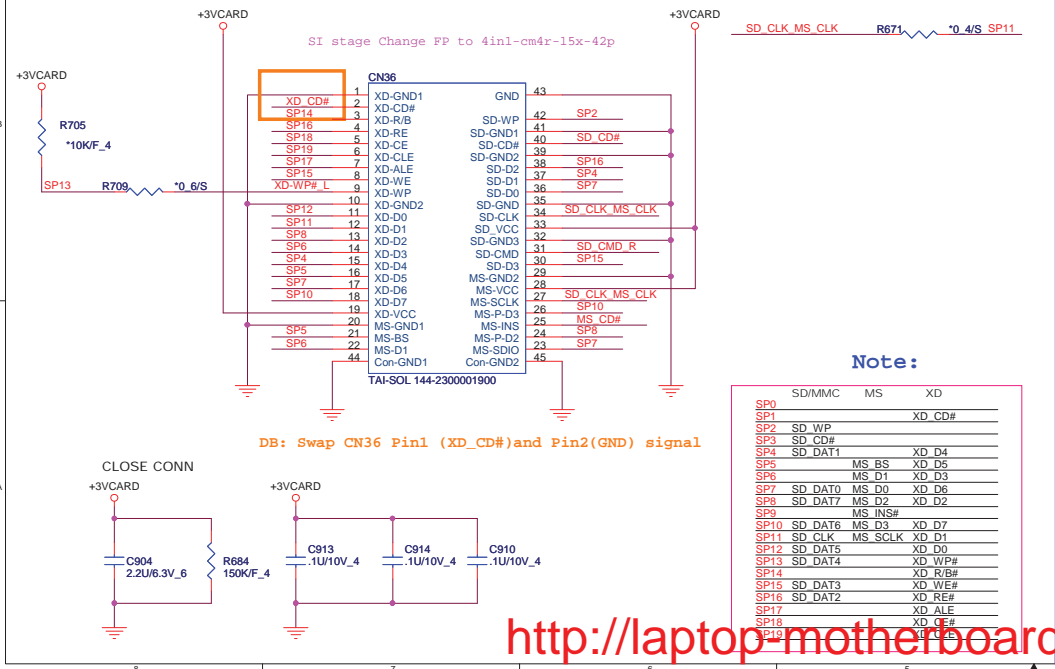 +3VCARD
+3VCARD
SD_CLK_MS_CLK R671 *0_4/S SP11
SI stage Change FP to 4in1-cm4r-15x-42p
+3VCARD
CN36
R705
*10K/F_4
SP13 R709 *0_6/S XD-WP#_L
1 XD-GND1 GND 43
XD_CD# 2 XD-CD#
SP14 3 XD-R/B SD-WP 42 SP2
SP16 4 XD-RE SD-GND1 41
SP18 5 XD-CE SD-CD# 40 SD_CD#
SP19 6 XD-CLE SD-GND2 39
SP17 7 XD-ALE SD-D2 38 SP16
SP15 8 XD-WE SD-D1 37 SP4
9 XD-WP SD-D0 36 SP7
10 XD-GND2 SD-GND 35
SP12 11 XD-D0 SD-CLK 34 SD_CLK_MS_CLK
SP11 12 XD-D1 SD_VCC 33
SP8 13 XD-D2 SD-GND3 32
SP6 14 XD-D3 SD-CMD 31 SD_CMD_R
SP4 15 XD-D4 SD-D3 30 SP15
SP5 16 XD-D5 MS-GND2 29
SP7 17 XD-D6 MS-VCC 28
SP10 18 XD-D7 MS-SCLK 27 SD_CLK_MS_CLK
19 XD-VCC MS-P-D3 26 SP10
20 MS-GND1 MS-INS 25 MS_CD#
SP5 21 MS-BS MS-P-D2 24 SP8
SP6 22 MS-D1 MS-SDIO 23 SP7
44 Con-GND1 Con-GND2 45
TAI-SOL 144-2300001900
DB: Swap CN36 Pin1 (XD_CD#)and Pin2(GND) signal
CLOSE CONN
+3VCARD
+3VCARD
C904
2.2U/6.3V_6
R684
150K/F_4
C913
.1U/10V_4
C914
.1U/10V_4
C910
.1U/10V_4
Note:
SD/MMC MS XD
SP0
SP1 XD_CD#
SP2 SD_WP
SP3 SD_CD#
SP4 SD_DAT1 XD_D4
SP5 MS_BS XD_D5
SP6 MS_D1 XD_D3
SP7 SD_DAT0 MS_D0 XD_D6
SP8 SD_DAT7 MS_D2 XD_D2
SP9 MS_INS#
SP10 SD_DAT6 MS_D3 XD_D7
SP11 SD_CLK MS_SCLK XD_D1
SP12 SD_DAT5 XD_D0
SP13 SD_DAT4 XD_WP#
SP14 XD_R/B#
SP15 SD_DAT3 XD_WE#
SP16 SD_DAT2 XD_RE#
SP17 XD_ALE
SP18 XD_CE#
SP19 XD_CLE
http://laptop-motherboard